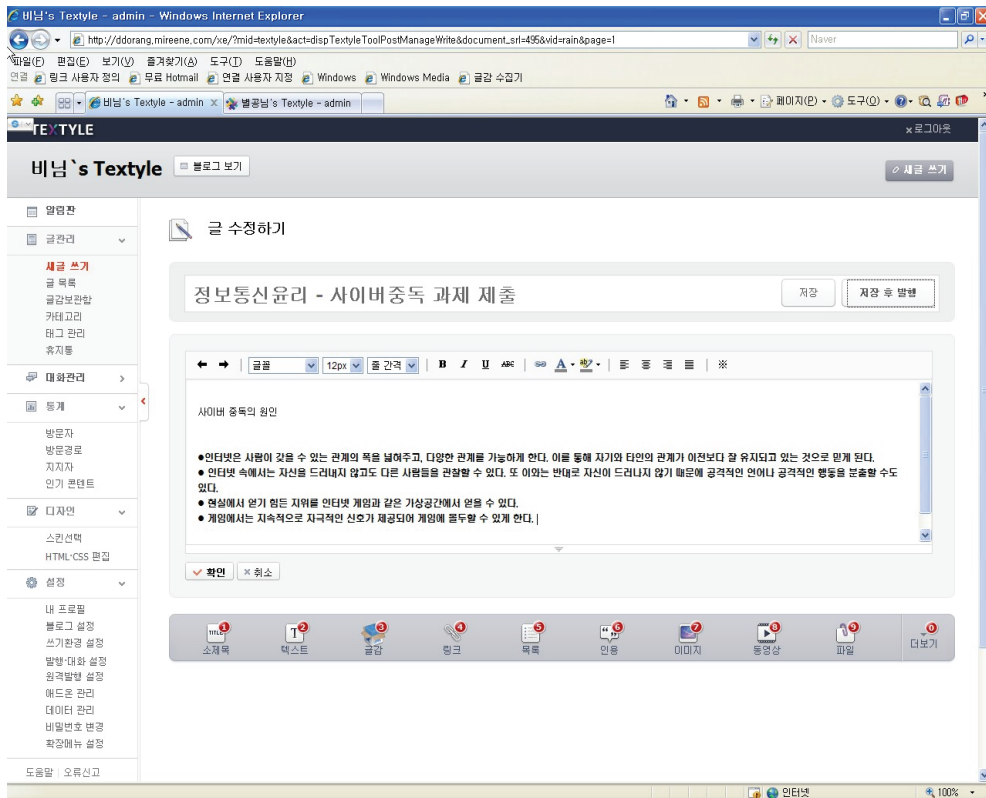 비님's Textyle - admin - Windows Internet Explorer
http://ddorang.mireene.com/xe/?mid=textyle&act=dispTextyleToolPostManageWrite&document_srl=495&vid=rain&page=1
Naver
파일(F) 편집(E) 보기(V) 즐겨찾기(A) 도구(T) 도움말(H)
연결 링크 사용자 정의 무료 Hotmail 연결 사용자 지정 Windows Windows Media 글감 수집기
비님's Textyle - admin x 별공님's Textyle - admin 페이지(P) 도구(O)
TEXTYLE x로그아웃
비님`s Textyle 블로그 보기 새글 쓰기
알림판
글 수정하기
글관리
새글 쓰기
글 목록
글감보관함
카테고리
태그 관리
휴지통
정보통신윤리 - 사이버중독 과제 제출 저장 저장 후 발행
대화관리
통계
방문자
방문경로
지지자
인기 콘텐트
디자인
스킨선택
HTML·CSS 편집
설정
내 프로필
블로그 설정
쓰기환경 설정
발행·대화 설정
원격발행 설정
애드온 관리
데이터 관리
비밀번호 변경
확장메뉴 설정
도움말 | 오류신고
글꼴 12px 줄 간격 B I U ABC A ab ※
사이버 중독의 원인
●인터넷은 사람이 갖을 수 있는 관계의 폭을 넓혀주고, 다양한 관계를 가능하게 한다. 이를 통해 자기와 타인의 관계가 이전보다 잘 유지되고 있는 것으로 믿게 된다.
● 인터넷 속에서는 자신을 드러내지 않고도 다른 사람들을 관찰할 수 있다. 또 이와는 반대로 자신이 드러나지 않기 때문에 공격적인 언어나 공격적인 행동을 분출할 수도
있다.
● 현실에서 얻기 힘든 지위를 인터넷 게임과 같은 가상공간에서 얻을 수 있다.
● 게임에서는 지속적으로 자극적인 신호가 제공되어 게임에 몰두할 수 있게 한다.
확인 취소
TITLE 1 T 2 3 4 5 6 7 8 9 0
소제목 텍스트 글감 링크 목록 인용 이미지 동영상 파일 더보기
인터넷 100%